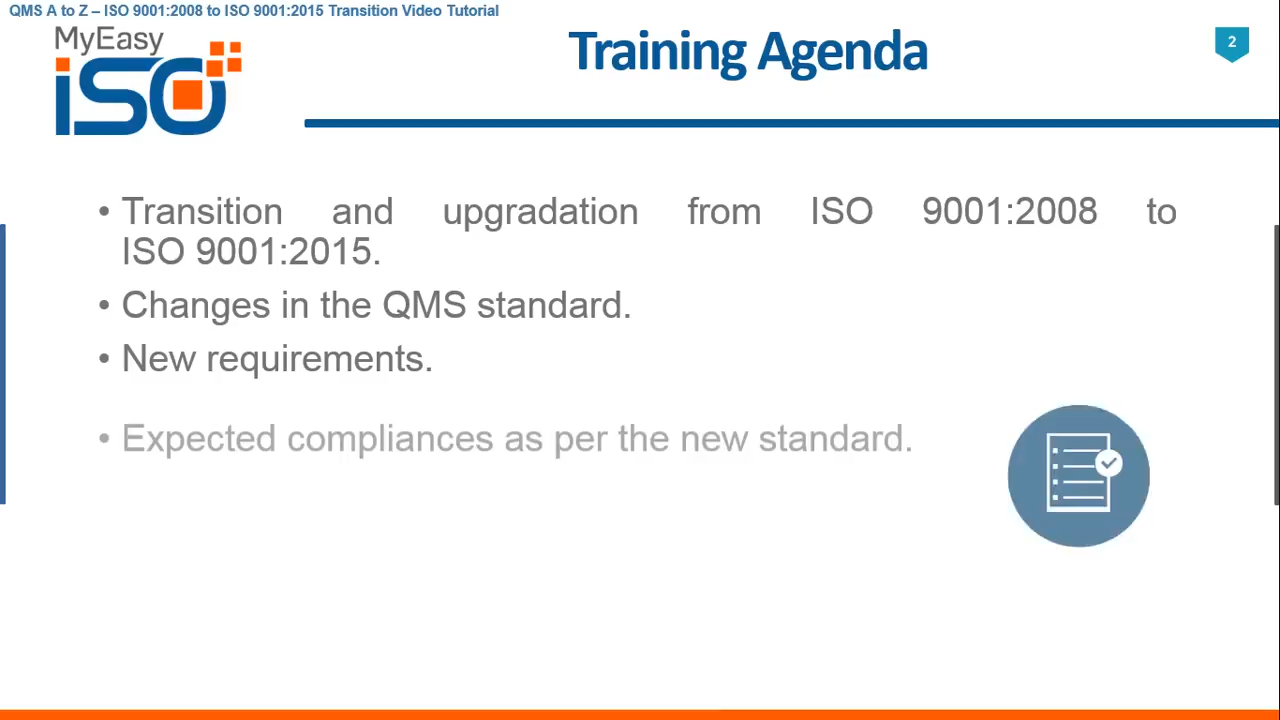 QMS A to Z – ISO 9001:2008 to ISO 9001:2015 Transition Video Tutorial
MyEasy
iSO
Training Agenda
2
• Transition and upgradation from ISO 9001:2008 to
ISO 9001:2015.
• Changes in the QMS standard.
• New requirements.
• Expected compliances as per the new standard.